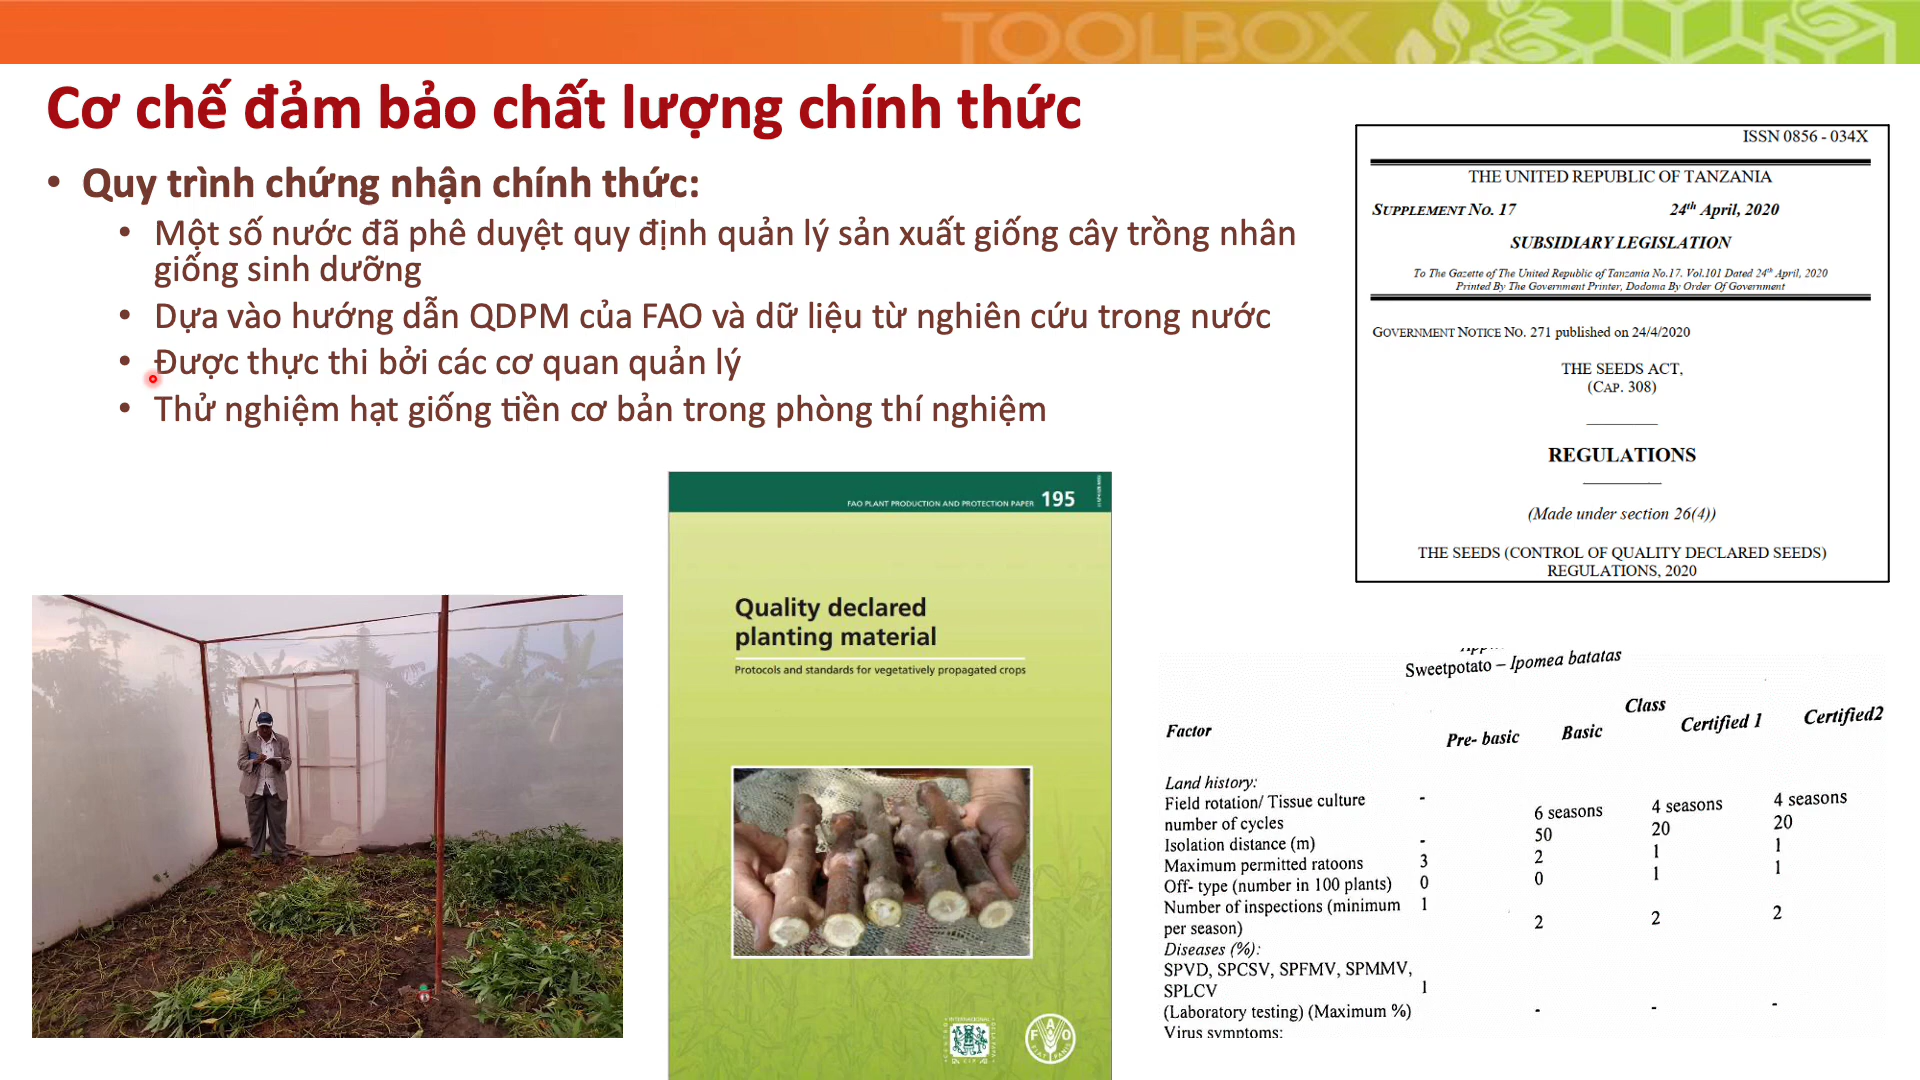 TOOLBOX
Cơ chế đảm bảo chất lượng chính thức
• Quy trình chứng nhận chính thức:
• Một số nước đã phê duyệt quy định quản lý sản xuất giống cây trồng nhân
giống sinh dưỡng
• Dựa vào hướng dẫn QDPM của FAO và dữ liệu từ nghiên cứu trong nước
• Được thực thi bởi các cơ quan quản lý
• Thử nghiệm hạt giống tiền cơ bản trong phòng thí nghiệm
ISSN 0856 - 034X
THE UNITED REPUBLIC OF TANZANIA
SUPPLEMENT No. 17 24th April, 2020
SUBSIDIARY LEGISLATION
To The Gazette of The United Republic of Tanzania No.17. Vol.101 Dated 24th April, 2020
Printed By The Government Printer, Dodoma By Order Of Government
GOVERNMENT NOTICE NO. 271 published on 24/4/2020
THE SEEDS ACT,
(CAP. 308)
REGULATIONS
(Made under section 26(4))
THE SEEDS (CONTROL OF QUALITY DECLARED SEEDS)
REGULATIONS, 2020
FAO PLANT PRODUCTION AND PROTECTION PAPER 195
Quality declared
planting material
Protocols and standards for vegetatively propagated crops
FAO
Sweetpotato – Ipomea batatas
Class
Factor Pre- basic Basic Certified 1 Certified2
Land history:
Field rotation/ Tissue culture - 6 seasons 4 seasons 4 seasons
number of cycles
Isolation distance (m) - 50 20 20
Maximum permitted ratoons 3 2 1 1
Off- type (number in 100 plants) 0 0 1 1
Number of inspections (minimum 1 2 2 2
per season)
Diseases (%):
SPVD, SPCSV, SPFMV, SPMMV,
SPLCV 1 - - -
(Laboratory testing) (Maximum %)
Virus symptoms: